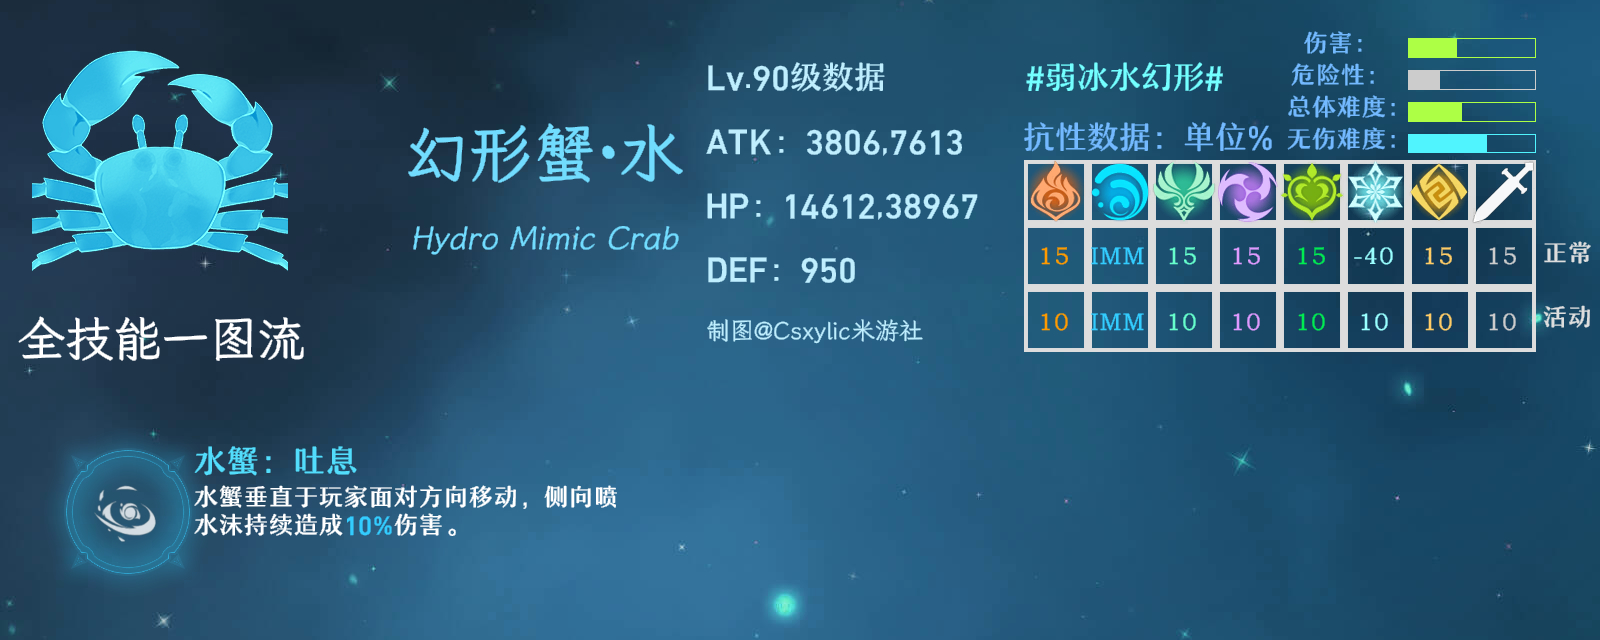 幻形蟹·水
Hydro Mimic Crab
全技能一图流
Lv.90级数据
ATK：3806,7613
HP：14612,38967
DEF：950
制图@Csxylic米游社
#弱冰水幻形#
伤害：
危险性：
总体难度：
无伤难度：
抗性数据：单位%
15 IMM 15 15 15 -40 15 15 正常
10 IMM 10 10 10 10 10 10 活动
水蟹：吐息
水蟹垂直于玩家面对方向移动，侧向喷
水沫持续造成10%伤害。